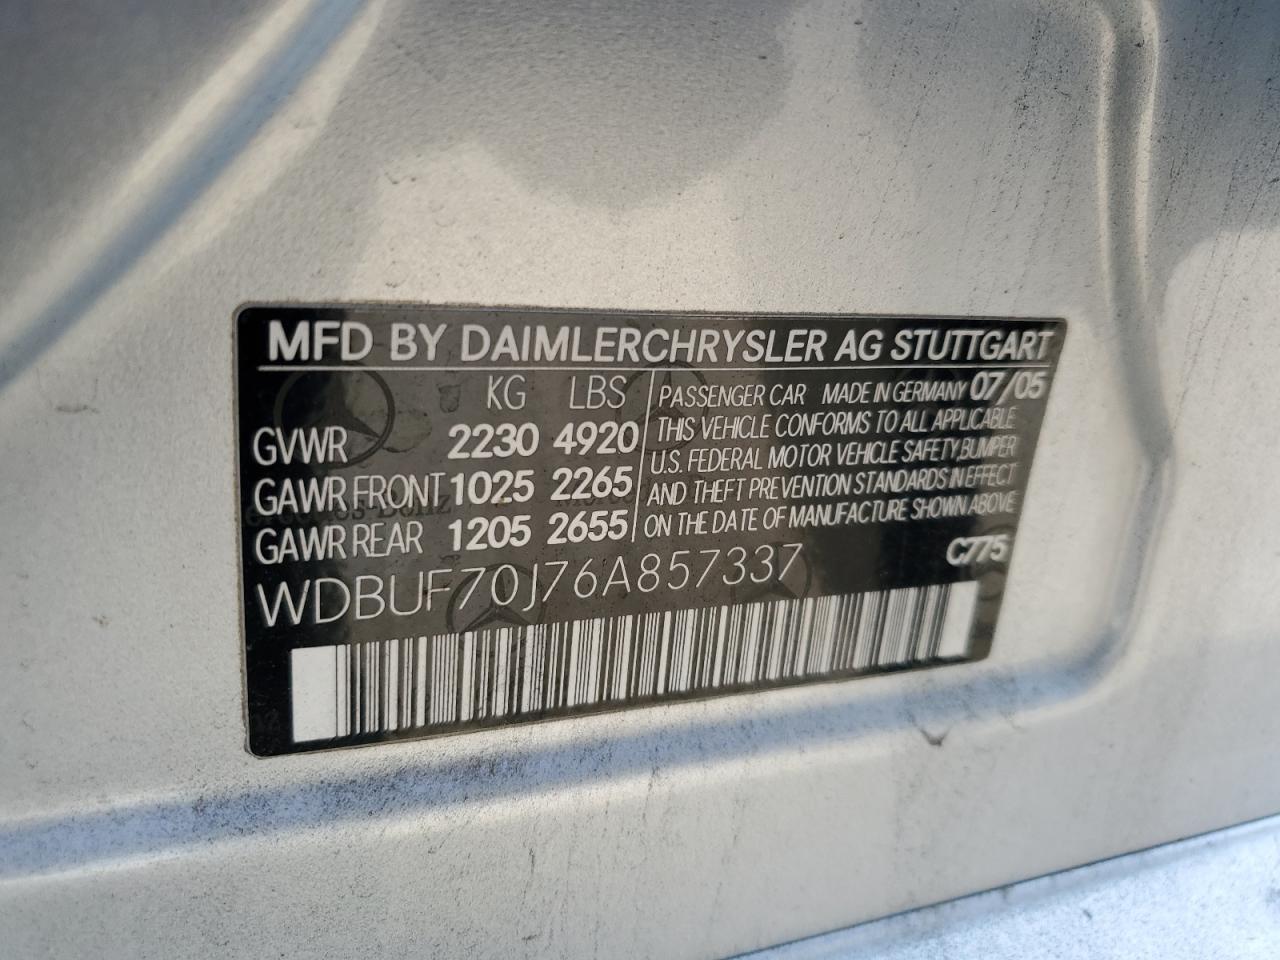 MFD BY DAIMLERCHRYSLER AG STUTTGART
KG LBS
GVWR 2230 4920
GAWR FRONT 1025 2265
GAWR REAR 1205 2655
PASSENGER CAR MADE IN GERMANY 07/05
THIS VEHICLE CONFORMS TO ALL APPLICABLE
U.S. FEDERAL MOTOR VEHICLE SAFETY,BUMPER
AND THEFT PREVENTION STANDARDS IN EFFECT
ON THE DATE OF MANUFACTURE SHOWN ABOVE
C775
WDBUF70J76A857337